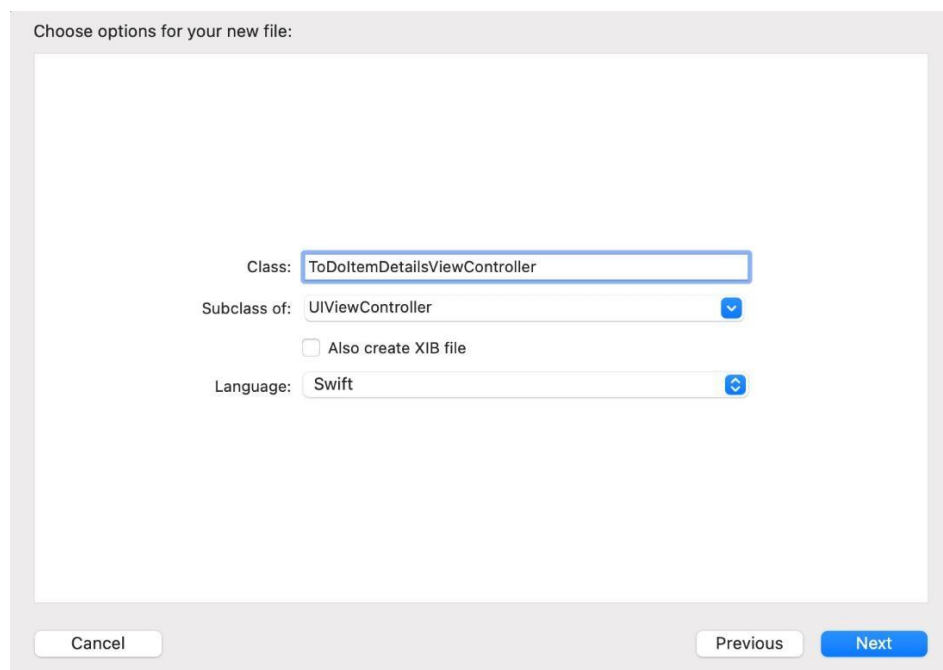 Choose options for your new file:
Class: ToDoItemDetailsViewController
Subclass of: UIViewController
Also create XIB file
Language: Swift
Cancel Previous Next